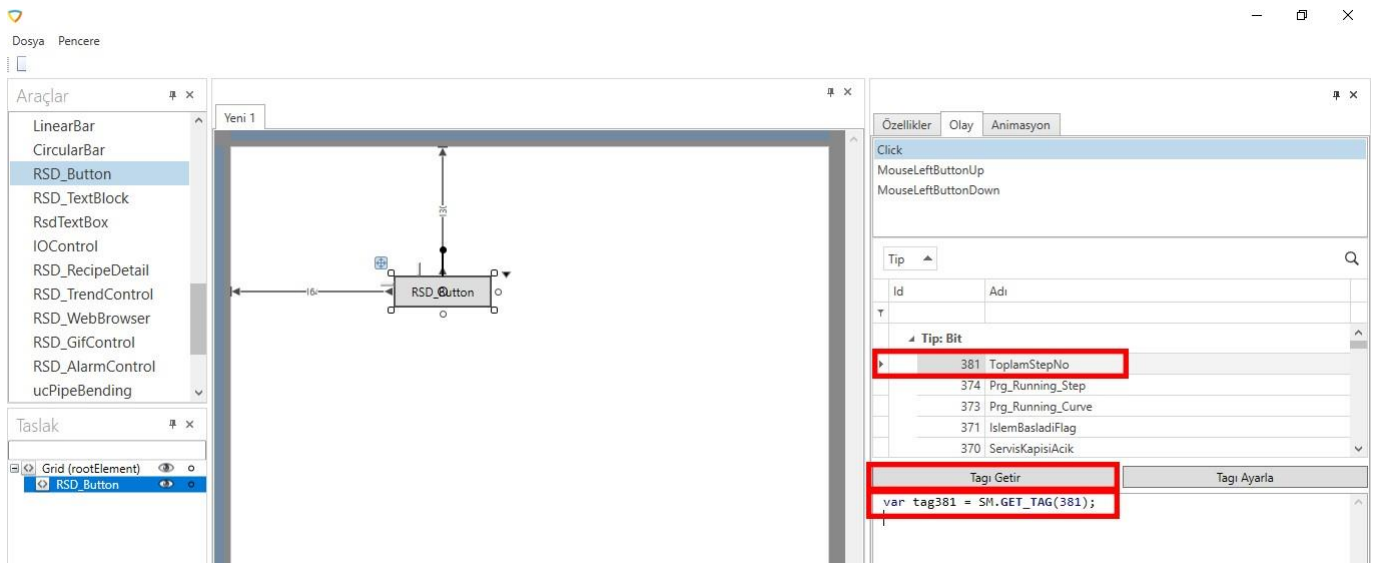 Dosya Pencere
Araçlar
LinearBar
CircularBar
RSD_Button
RSD_TextBlock
RsdTextBox
IOControl
RSD_RecipeDetail
RSD_TrendControl
RSD_WebBrowser
RSD_GifControl
RSD_AlarmControl
ucPipeBending
Taslak
Grid (rootElement)
RSD_Button
Yeni 1
RSD_Button
Özellikler Olay Animasyon
Click
MouseLeftButtonUp
MouseLeftButtonDown
Tip
Id Adı
Tip: Bit
381 ToplamStepNo
374 Prg_Running_Step
373 Prg_Running_Curve
371 IslemBasladiFlag
370 ServisKapisiAcik
Tagı Getir Tagı Ayarla
var tag381 = SM.GET_TAG(381);